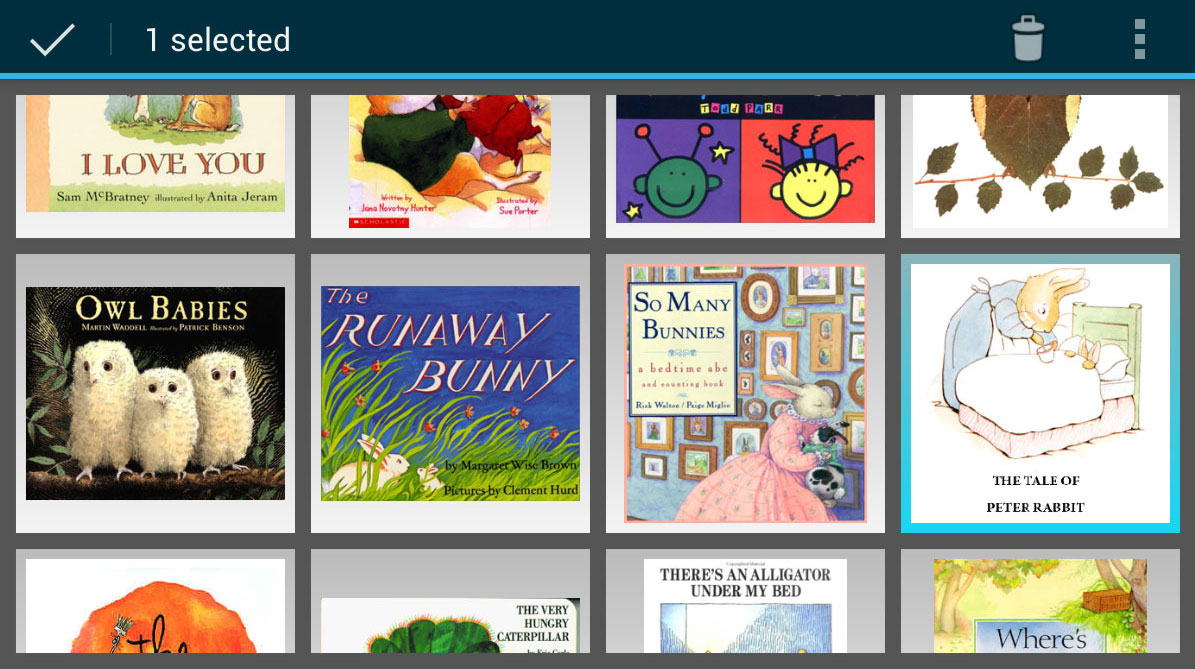 1 selected
I LOVE YOU
Sam McBratney illustrated by Anita Jeram
Written by
Jana Novotny Hunter
Illustrated by
Sue Porter
SCHOLASTIC
TODD PARR
OWL BABIES
MARTIN WADDELL Illustrated by PATRICK BENSON
The
RUNAWAY
BUNNY
by Margaret Wise Brown
Pictures by Clement Hurd
SO MANY
BUNNIES
a bedtime abc
and counting book
Rick Walton / Paige Miglio
THE TALE OF
PETER RABBIT
the
THE VERY
HUNGRY
CATERPILLAR
by Eric Carle
THERE'S AN ALLIGATOR
UNDER MY BED
Where's